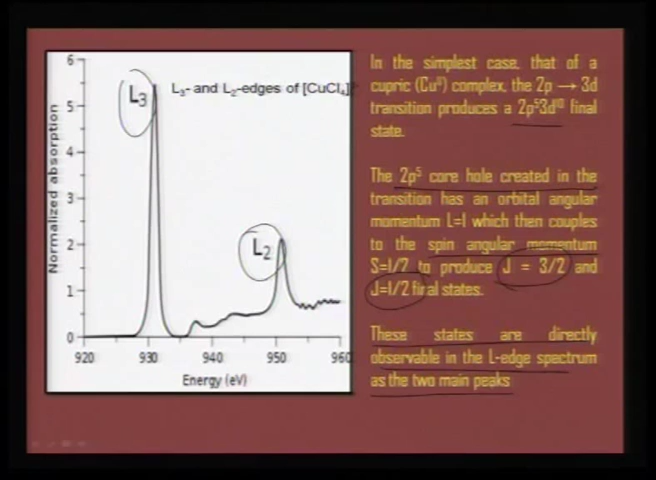 L₃- and L₂-edges of [CuCl₄]²⁻
L₃
L₂
Normalized absorption
6
5
4
3
2
1
0
920 930 940 950 960
Energy (eV)
In the simplest case, that of a
cupric (Cuᴵᴵ) complex, the 2p → 3d
transition produces a 2p⁵3d¹⁰ final
state.
The 2p⁵ core hole created in the
transition has an orbital angular
momentum L=1 which then couples
to the spin angular momentum
S=1/2 to produce J = 3/2 and
J=1/2 final states.
These states are directly
observable in the L-edge spectrum
as the two main peaks